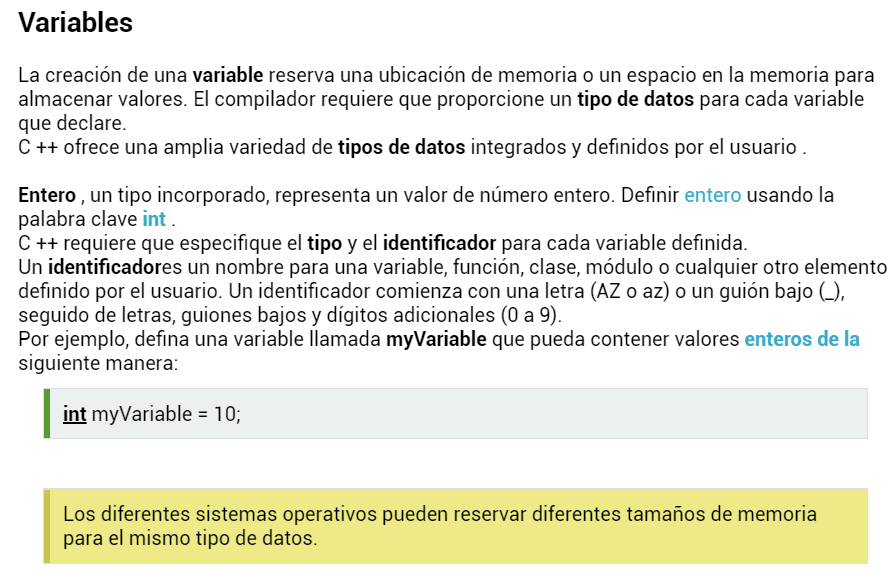 Variables
La creación de una variable reserva una ubicación de memoria o un espacio en la memoria para
almacenar valores. El compilador requiere que proporcione un tipo de datos para cada variable
que declare.
C ++ ofrece una amplia variedad de tipos de datos integrados y definidos por el usuario .
Entero , un tipo incorporado, representa un valor de número entero. Definir entero usando la
palabra clave int .
C ++ requiere que especifique el tipo y el identificador para cada variable definida.
Un identificadores un nombre para una variable, función, clase, módulo o cualquier otro elemento
definido por el usuario. Un identificador comienza con una letra (AZ o az) o un guión bajo (_),
seguido de letras, guiones bajos y dígitos adicionales (0 a 9).
Por ejemplo, defina una variable llamada myVariable que pueda contener valores enteros de la
siguiente manera:
int myVariable = 10;
Los diferentes sistemas operativos pueden reservar diferentes tamaños de memoria
para el mismo tipo de datos.